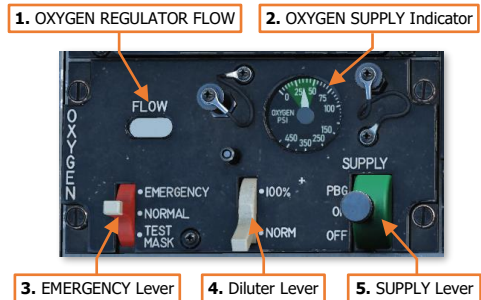 1. OXYGEN REGULATOR FLOW
2. OXYGEN SUPPLY Indicator
FLOW
0 25 50 75 100 150 250 350 450
OXYGEN
PSI
OXYGEN
SUPPLY
EMERGENCY
NORMAL
TEST
MASK
100%
NORM
PBG
OFF
3. EMERGENCY Lever
4. Diluter Lever
5. SUPPLY Lever